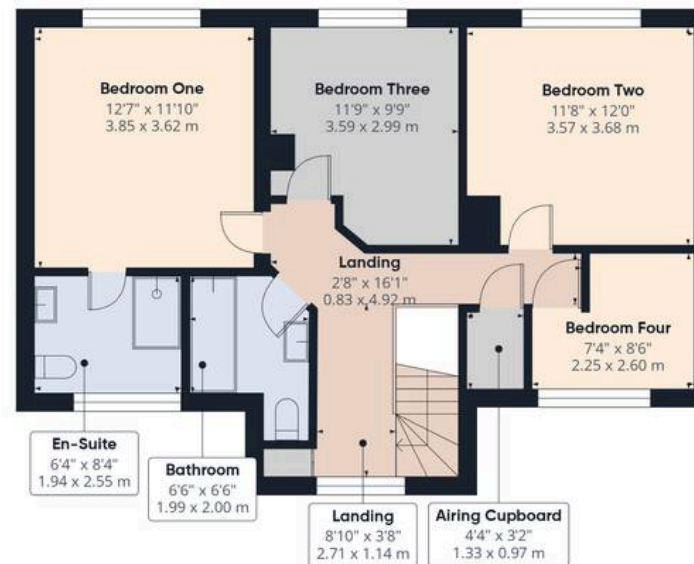 Bedroom One
12'7" x 11'10"
3.85 x 3.62 m
Bedroom Three
11'9" x 9'9"
3.59 x 2.99 m
Bedroom Two
11'8" x 12'0"
3.57 x 3.68 m
Landing
2'8" x 16'1"
0.83 x 4.92 m
Bedroom Four
7'4" x 8'6"
2.25 x 2.60 m
En-Suite
6'4" x 8'4"
1.94 x 2.55 m
Bathroom
6'6" x 6'6"
1.99 x 2.00 m
Landing
8'10" x 3'8"
2.71 x 1.14 m
Airing Cupboard
4'4" x 3'2"
1.33 x 0.97 m